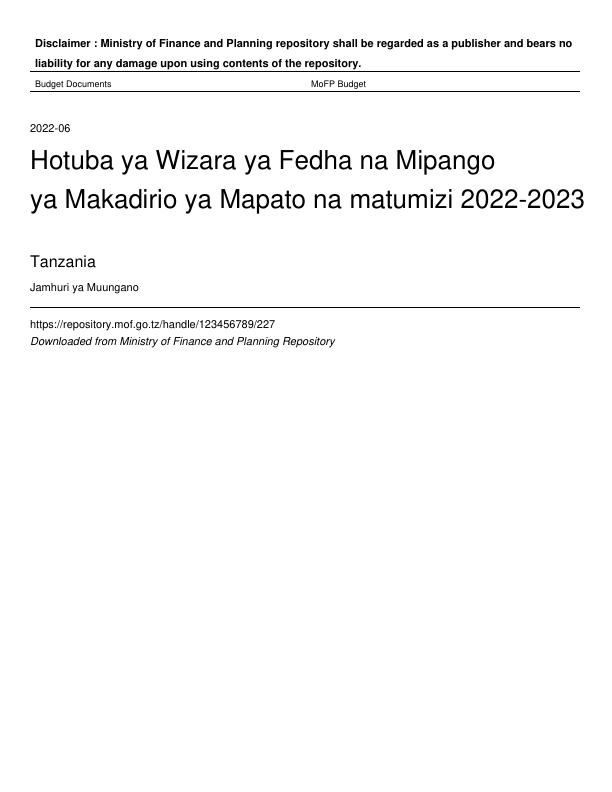 Disclaimer : Ministry of Finance and Planning repository shall be regarded as a publisher and bears no
liability for any damage upon using contents of the repository.
Budget Documents MoFP Budget
2022-06
Hotuba ya Wizara ya Fedha na Mipango
ya Makadirio ya Mapato na matumizi 2022-2023
Tanzania
Jamhuri ya Muungano
https://repository.mof.go.tz/handle/123456789/227
Downloaded from Ministry of Finance and Planning Repository